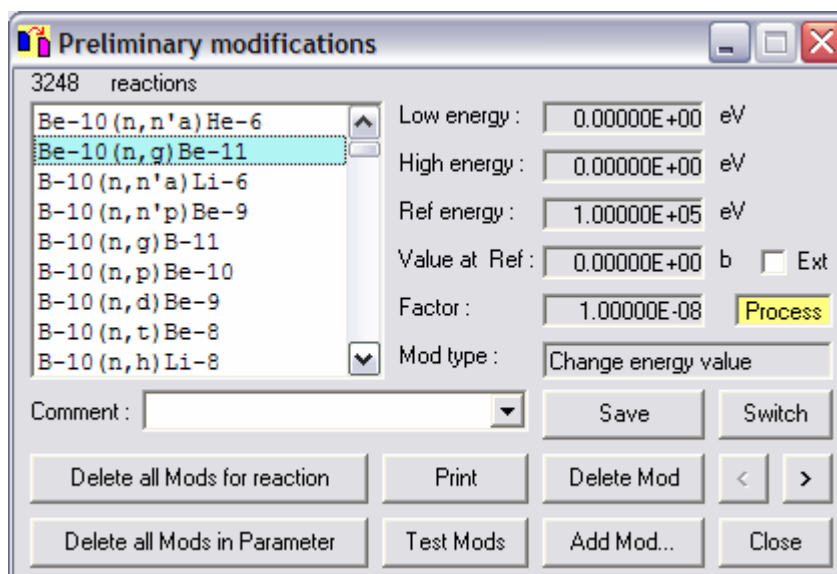 Preliminary modifications
3248 reactions
Be-10(n,n'a)He-6
Be-10(n,g)Be-11
B-10(n,n'a)Li-6
B-10(n,n'p)Be-9
B-10(n,g)B-11
B-10(n,p)Be-10
B-10(n,d)Be-9
B-10(n,t)Be-8
B-10(n,h)Li-8
Low energy : 0.00000E+00 eV
High energy : 0.00000E+00 eV
Ref energy : 1.00000E+05 eV
Value at Ref : 0.00000E+00 b Ext
Factor : 1.00000E-08 Process
Mod type : Change energy value
Comment : Save Switch
Delete all Mods for reaction Print Delete Mod < >
Delete all Mods in Parameter Test Mods Add Mod... Close